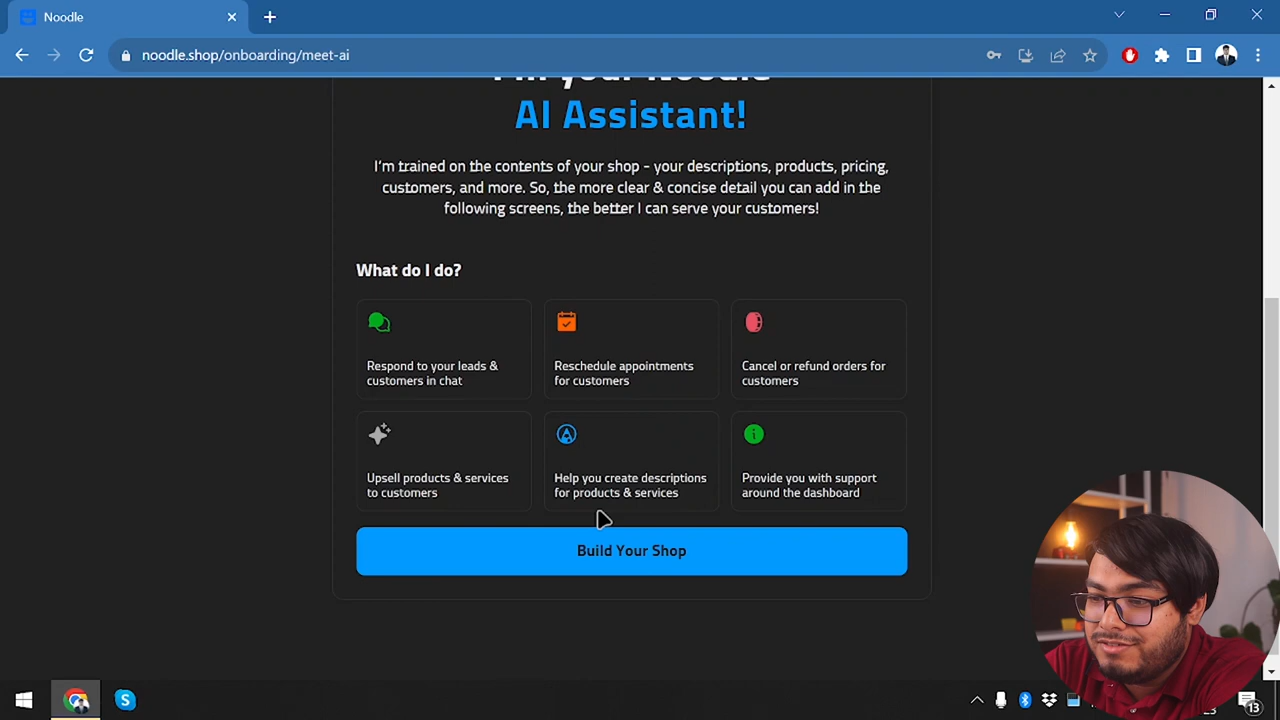 Noodle
noodle.shop/onboarding/meet-ai
I'm your Noodle
AI Assistant!
I'm trained on the contents of your shop - your descriptions, products, pricing,
customers, and more. So, the more clear & concise detail you can add in the
following screens, the better I can serve your customers!
What do I do?
Respond to your leads &
customers in chat
Reschedule appointments
for customers
Cancel or refund orders for
customers
Upsell products & services
to customers
Help you create descriptions
for products & services
Provide you with support
around the dashboard
Build Your Shop
13